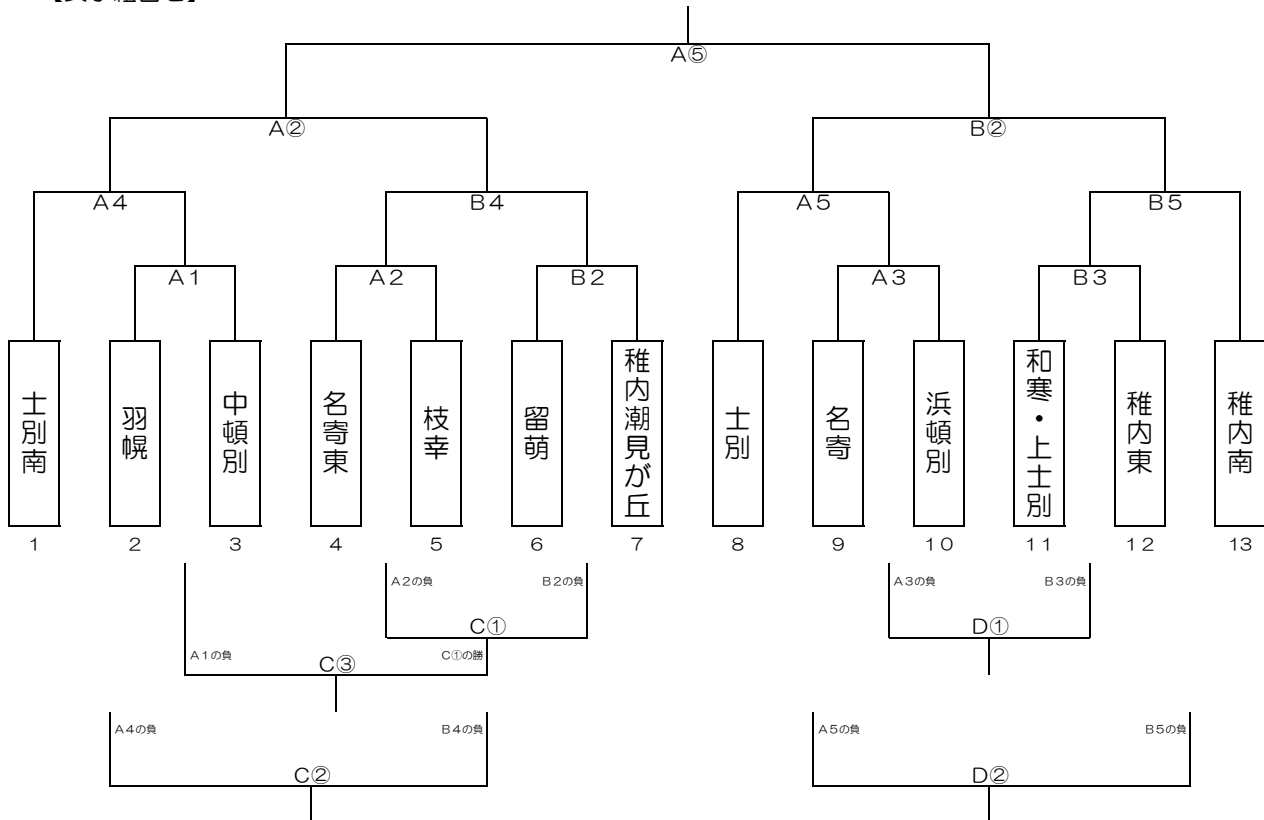 A⑤
A②
B②
A4
B4
A5
B5
A1
A2
B2
A3
B3
士別南
羽幌
中頓別
名寄東
枝幸
留萌
稚内潮見が丘
士別
名寄
浜頓別
和寒・上士別
稚内東
稚内南
1 2 3 4 5 6 7 8 9 10 11 12 13
A2の負 B2の負 A3の負 B3の負
C① D①
A1の負 C①の勝
C③
A4の負 B4の負 A5の負 B5の負
C② D②